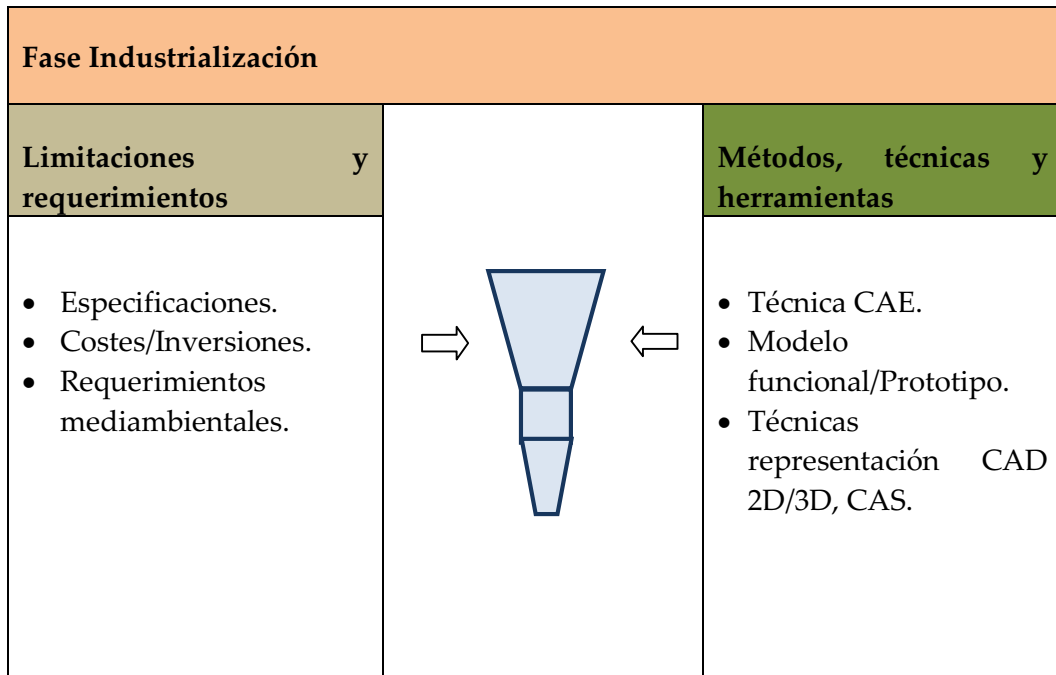 Fase Industrialización
Limitaciones y
requerimientos
• Especificaciones.
• Costes/Inversiones.
• Requerimientos
mediambientales.
Métodos, técnicas y
herramientas
• Técnica CAE.
• Modelo
funcional/Prototipo.
• Técnicas
representación CAD
2D/3D, CAS.